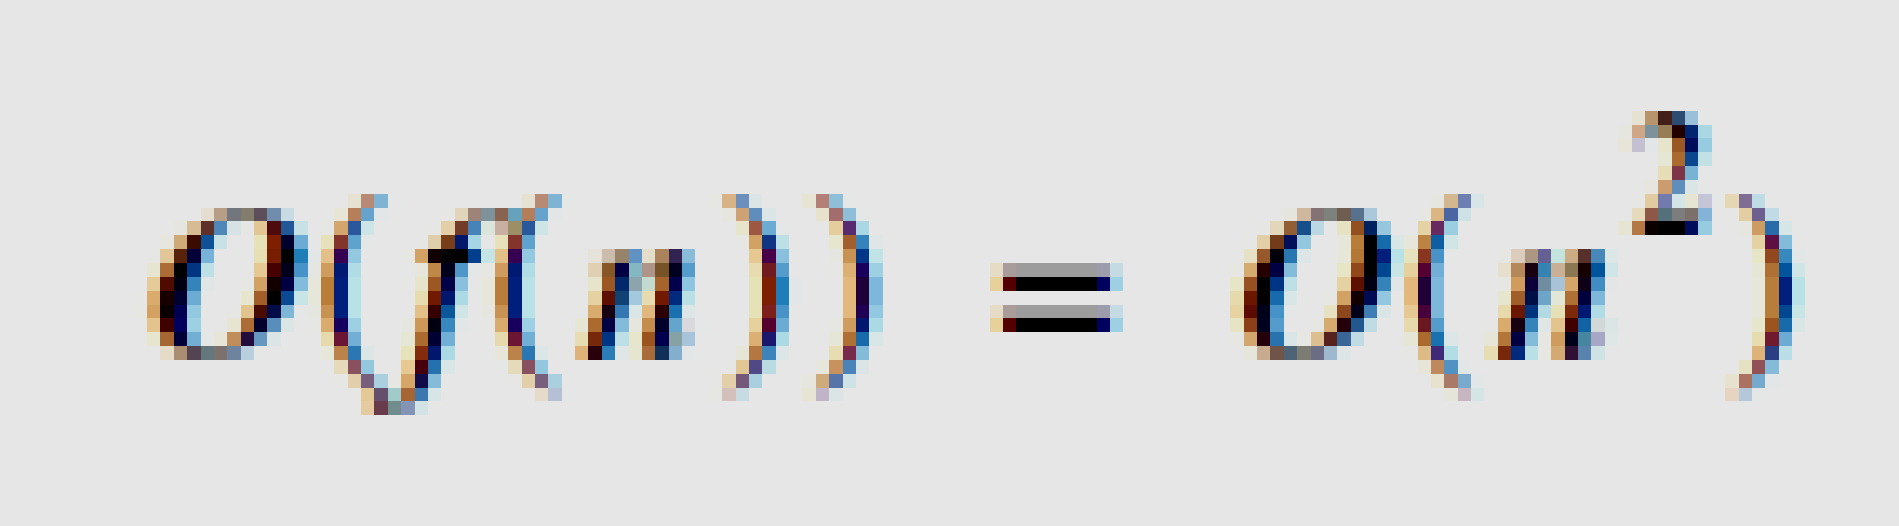 O(f(n)) = O(n²)